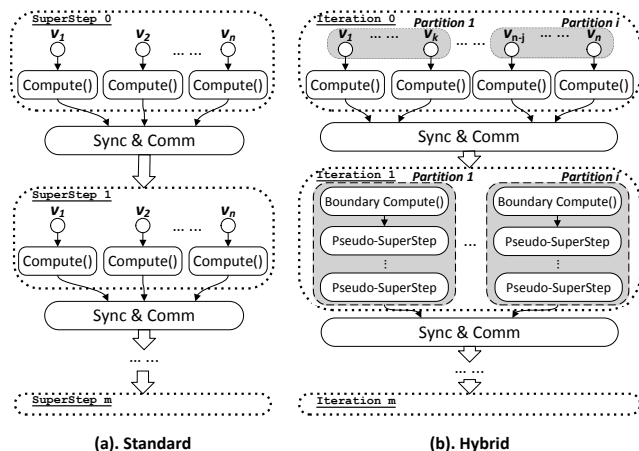 SuperStep 0
v1 v2 ... ... vn
Compute() Compute() Compute()
Sync & Comm
SuperStep 1
v1 v2 ... ... vn
Compute() Compute() Compute()
Sync & Comm
... ...
SuperStep m
(a). Standard
Iteration 0 Partition 1 Partition i
v1 ... ... vk ... ... vn-j ... ... vn
Compute() Compute() Compute() Compute()
Sync & Comm
Iteration 1 Partition 1 Partition i
Boundary Compute() Boundary Compute()
Pseudo-SuperStep ... Pseudo-SuperStep
⋮ ⋮
Pseudo-SuperStep Pseudo-SuperStep
Sync & Comm
... ...
Iteration m
(b). Hybrid